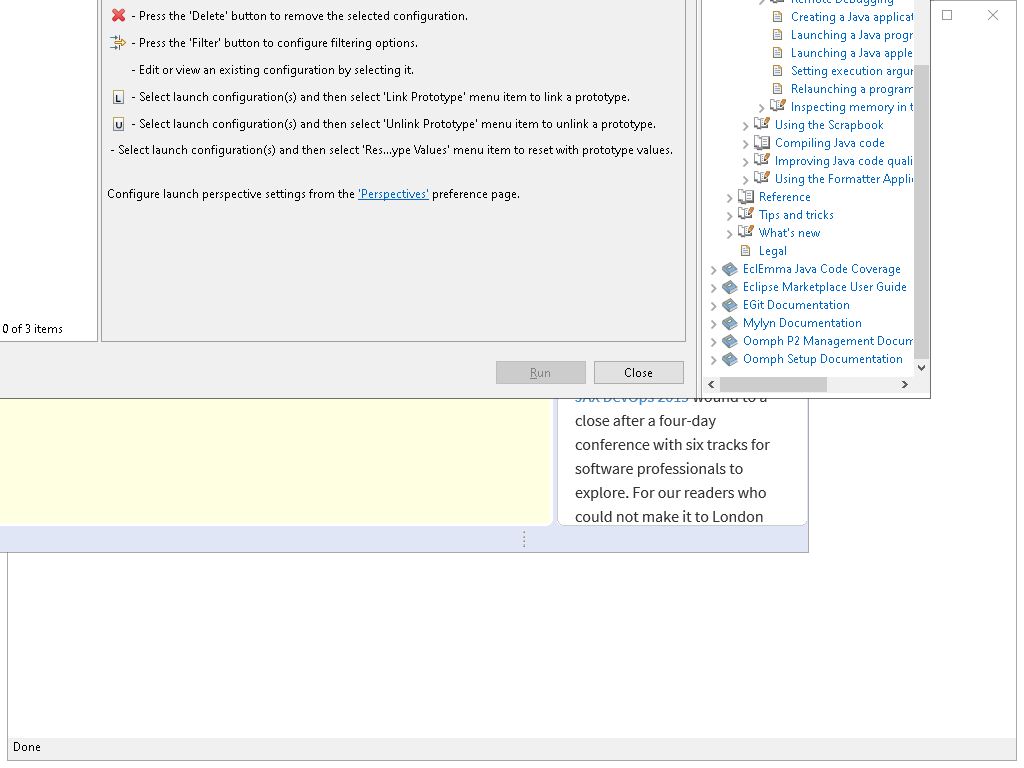 - Press the 'Delete' button to remove the selected configuration.
- Press the 'Filter' button to configure filtering options.
- Edit or view an existing configuration by selecting it.
L - Select launch configuration(s) and then select 'Link Prototype' menu item to link a prototype.
U - Select launch configuration(s) and then select 'Unlink Prototype' menu item to unlink a prototype.
- Select launch configuration(s) and then select 'Res...ype Values' menu item to reset with prototype values.
Configure launch perspective settings from the 'Perspectives' preference page.
0 of 3 items
Run
Close
Remote Debugging
Creating a Java applicat
Launching a Java progr
Launching a Java apple
Setting execution argur
Relaunching a program
Inspecting memory in t
Using the Scrapbook
Compiling Java code
Improving Java code quali
Using the Formatter Applic
Reference
Tips and tricks
What's new
Legal
EclEmma Java Code Coverage
Eclipse Marketplace User Guide
EGit Documentation
Mylyn Documentation
Oomph P2 Management Docum
Oomph Setup Documentation
JAX DevOps 2019 wound to a
close after a four-day
conference with six tracks for
software professionals to
explore. For our readers who
could not make it to London
Done